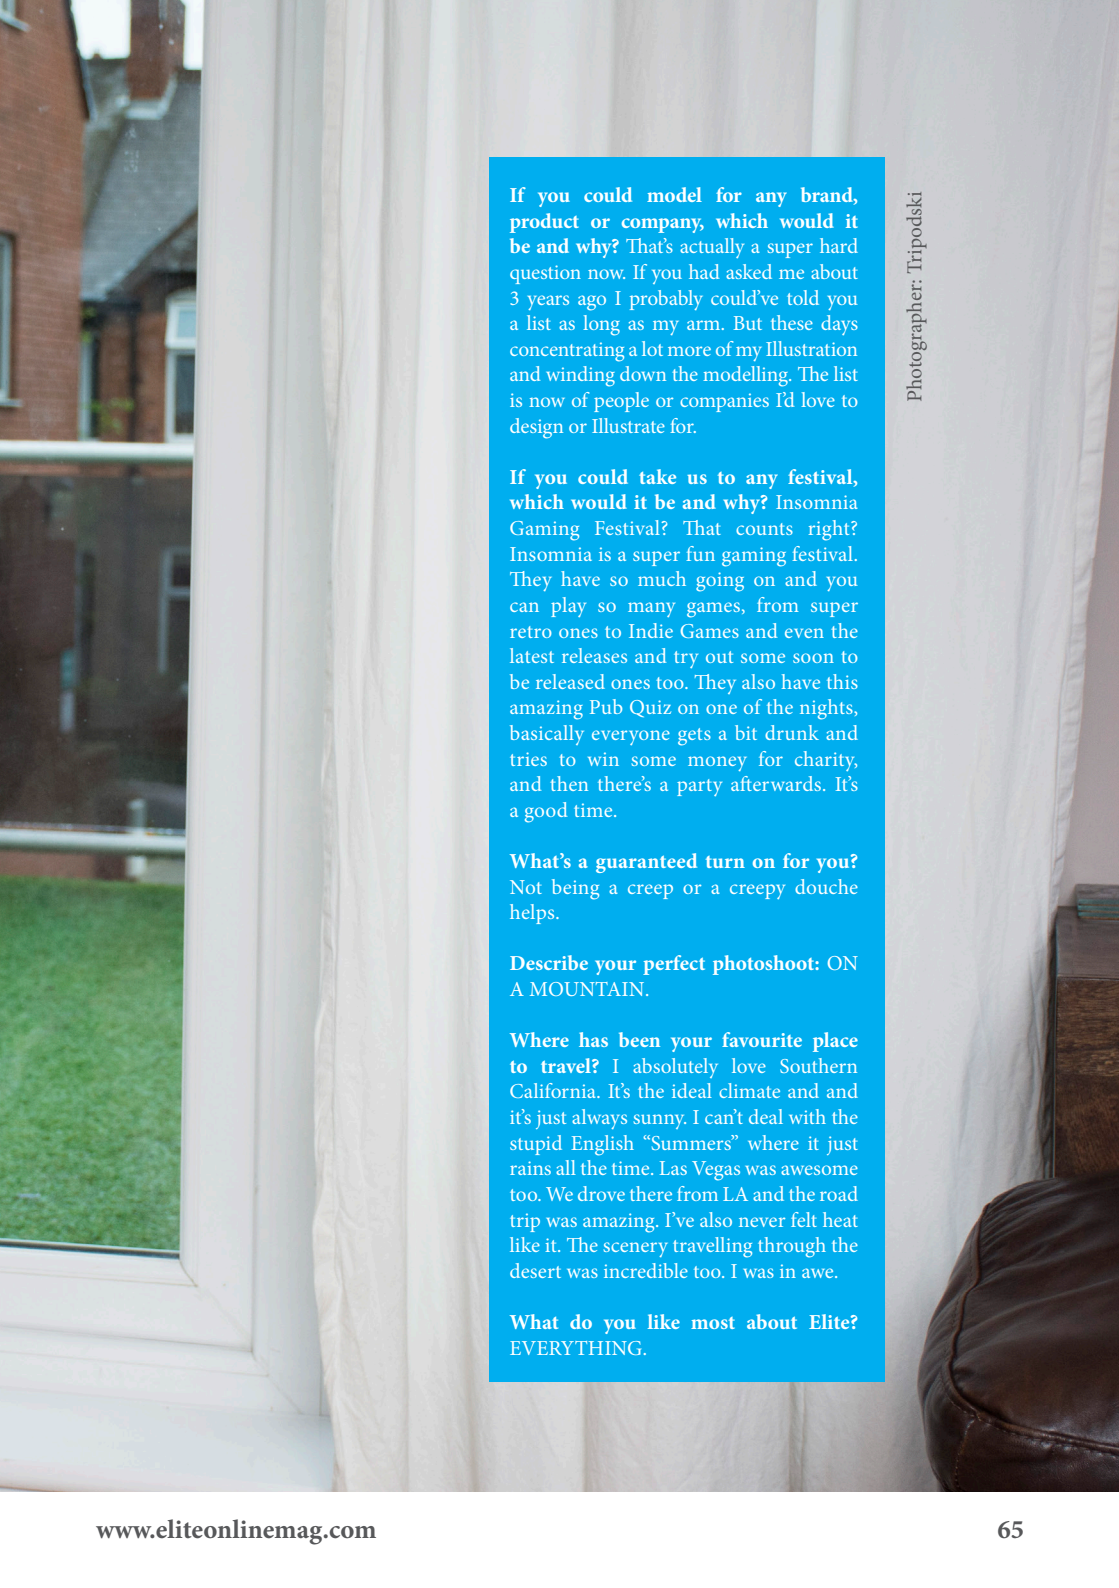 If you could model for any brand,
product or company, which would it
be and why? That's actually a super hard
question now. If you had asked me about
3 years ago I probably could've told you
a list as long as my arm. But these days
concentrating a lot more of my Illustration
and winding down the modelling. The list
is now of people or companies I'd love to
design or Illustrate for.
If you could take us to any festival,
which would it be and why? Insomnia
Gaming Festival? That counts right?
Insomnia is a super fun gaming festival.
They have so much going on and you
can play so many games, from super
retro ones to Indie Games and even the
latest releases and try out some soon to
be released ones too. They also have this
amazing Pub Quiz on one of the nights,
basically everyone gets a bit drunk and
tries to win some money for charity,
and then there's a party afterwards. It's
a good time.
What's a guaranteed turn on for you?
Not being a creep or a creepy douche
helps.
Describe your perfect photoshoot: ON
A MOUNTAIN.
Where has been your favourite place
to travel? I absolutely love Southern
California. It's the ideal climate and and
it's just always sunny. I can't deal with the
stupid English “Summers” where it just
rains all the time. Las Vegas was awesome
too. We drove there from LA and the road
trip was amazing. I've also never felt heat
like it. The scenery travelling through the
desert was incredible too. I was in awe.
What do you like most about Elite?
EVERYTHING.
Photographer: Tripodski
www.eliteonlinemag.com
65